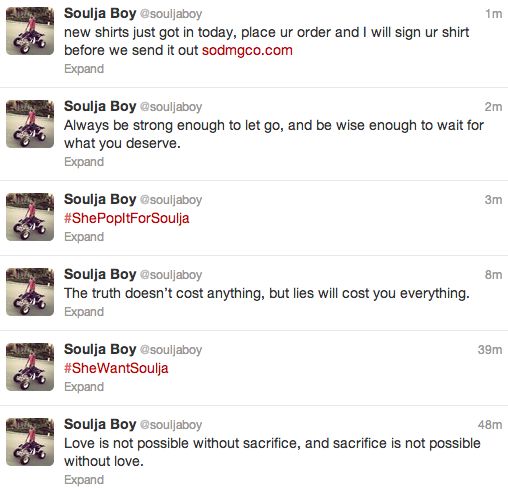 Soulja Boy @souljaboy 1m
new shirts just got in today, place ur order and I will sign ur shirt
before we send it out sodmgco.com
Expand
Soulja Boy @souljaboy 2m
Always be strong enough to let go, and be wise enough to wait for
what you deserve.
Expand
Soulja Boy @souljaboy 3m
#ShePopItForSoulja
Expand
Soulja Boy @souljaboy 8m
The truth doesn’t cost anything, but lies will cost you everything.
Expand
Soulja Boy @souljaboy 39m
#SheWantSoulja
Expand
Soulja Boy @souljaboy 48m
Love is not possible without sacrifice, and sacrifice is not possible
without love.
Expand